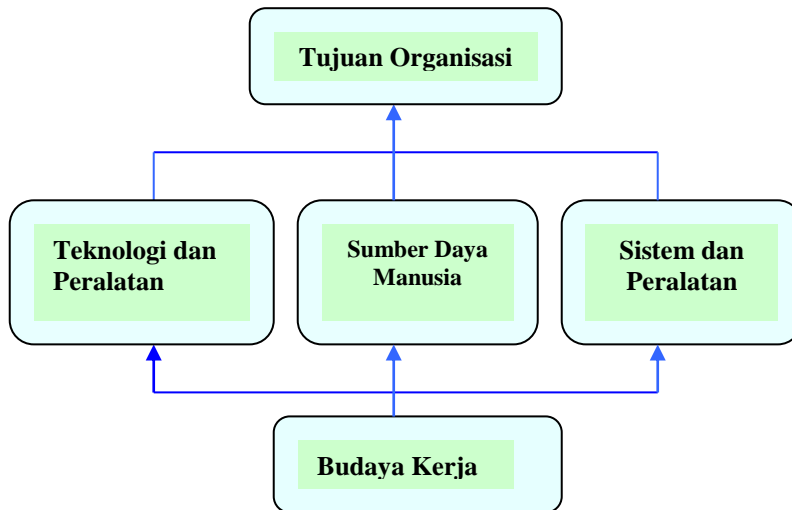 Tujuan Organisasi
Teknologi dan
Peralatan
Sumber Daya
Manusia
Sistem dan
Peralatan
Budaya Kerja